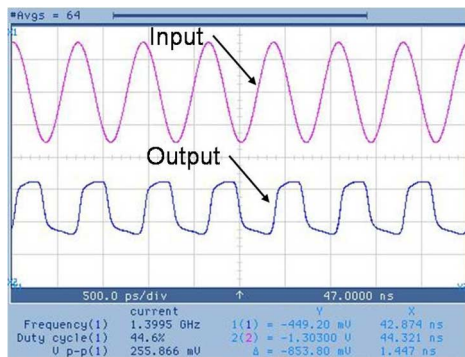 Avgs = 64
X1
Input
Output
500.0 ps/div ↑ 47.0000 ns
current Y X
Frequency(1) 1.3995 GHz 1(1) = -449.20 mV 42.874 ns
Duty cycle(1) 44.6% 2(2) = -1.30300 V 44.321 ns
V p-p(1) 255.866 mV Δ = -853.80 mV 1.447 ns